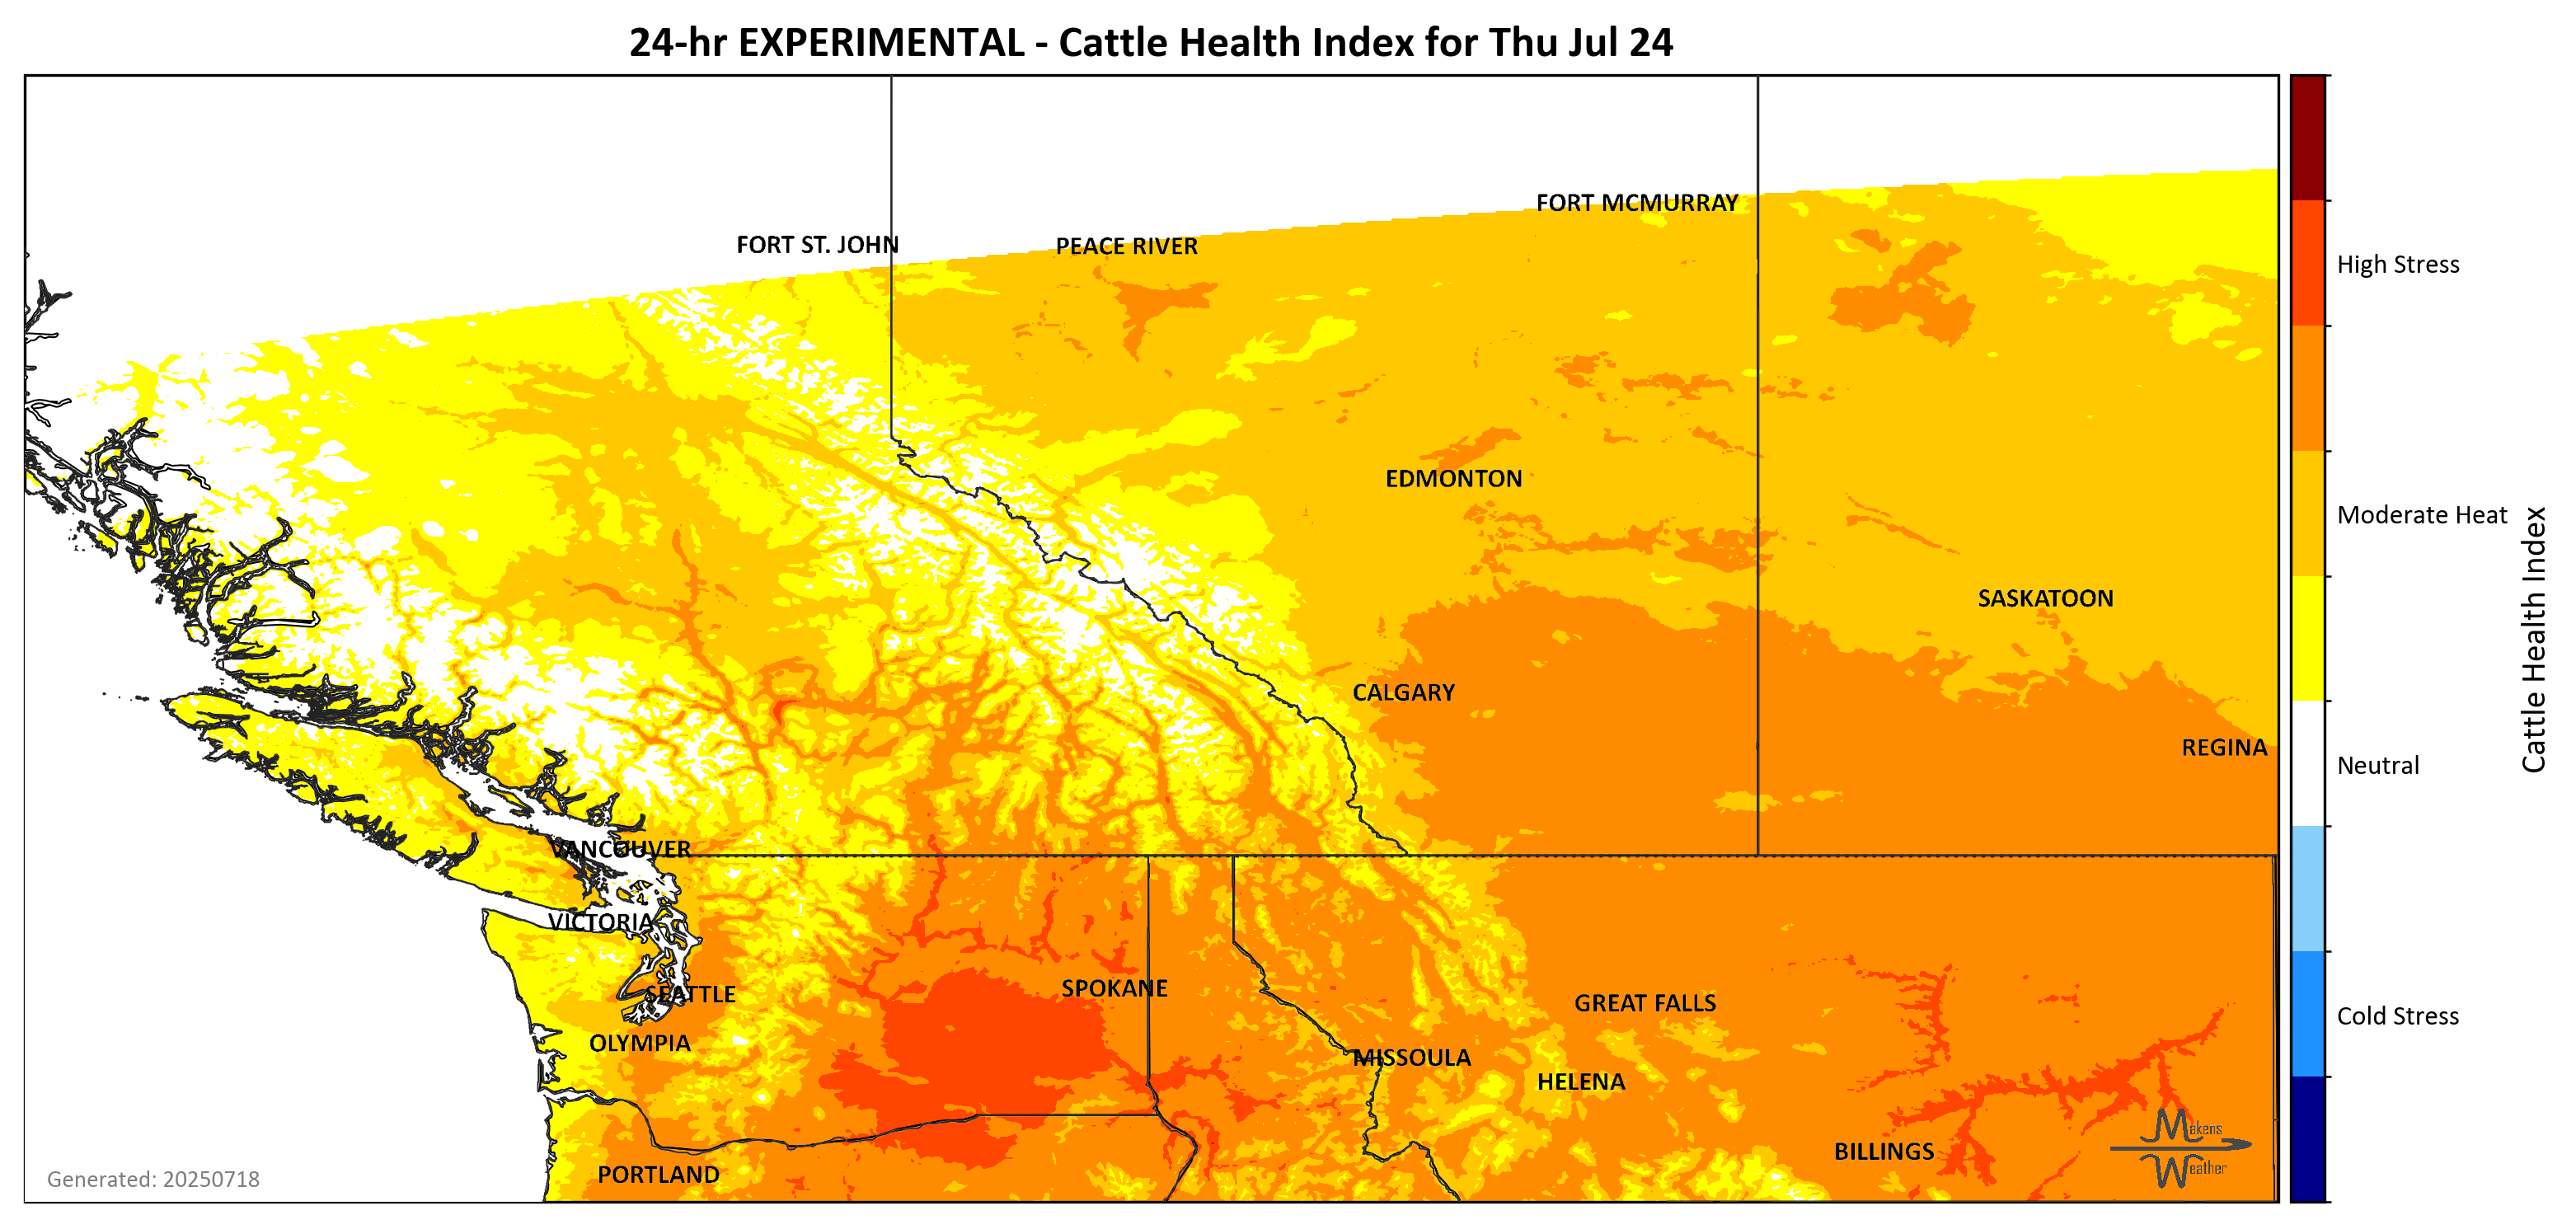 24-hr EXPERIMENTAL - Cattle Health Index for Thu Jul 24
FORT MCMURRAY
FORT ST. JOHN
PEACE RIVER
High Stress
EDMONTON
Moderate Heat
SASKATOON
CALGARY
REGINA
Neutral
Cattle Health Index
VANCOUVER
VICTORIA
SEATTLE
SPOKANE
GREAT FALLS
Cold Stress
OLYMPIA
MISSOULA
HELENA
Makens
Weather
BILLINGS
PORTLAND
Generated: 20250718